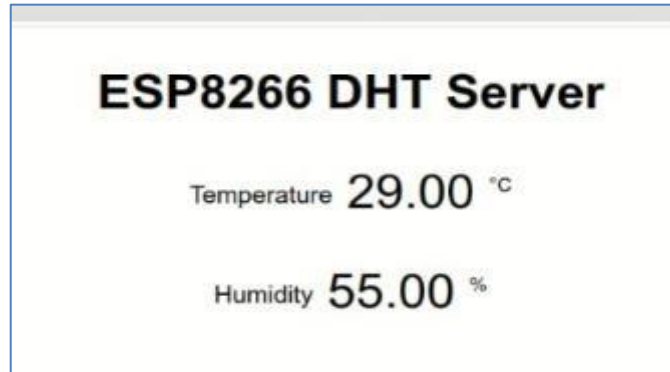 ESP8266 DHT Server
Temperature 29.00 °C
Humidity 55.00 %